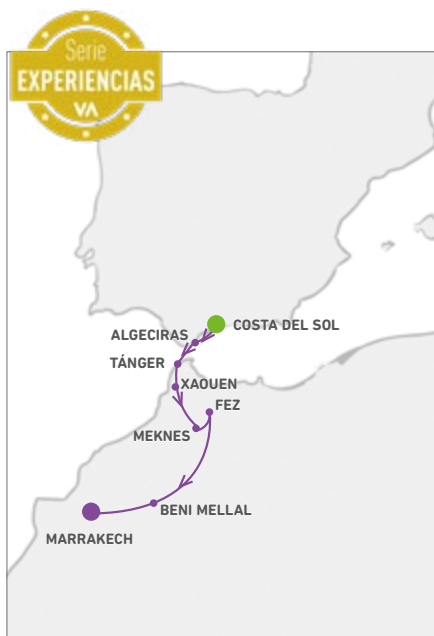 Serie
EXPERIENCIAS
VA
COSTA DEL SOL
ALGECIRAS
TÁNGER
XAOUEN
FEZ
MEKNES
BENI MELLAL
MARRAKECH